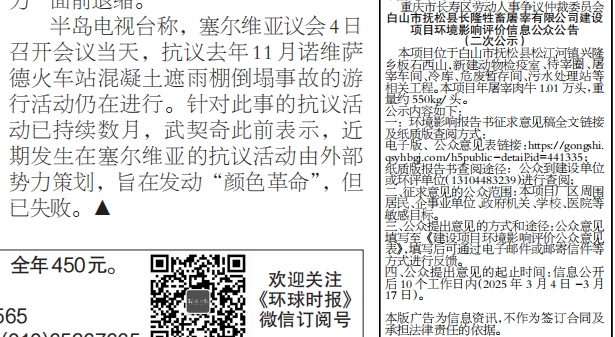 半岛电视台称，塞尔维亚议会4日
召开会议当天，抗议去年11月诺维萨
德火车站混凝土遮雨棚倒塌事故的游
行活动仍在进行。针对此事的抗议活
动已持续数月，武契奇此前表示，近
期发生在塞尔维亚的抗议活动由外部
势力策划，旨在发动“颜色革命”，但
已失败。▲
全年450元。
565
欢迎关注
《环球时报》
微信订阅号
重庆市长寿区劳动人事争议仲裁委员会
白山市抚松县长隆牲畜屠宰有限公司建设
项目环境影响评价信息公众公告
(二次公示)
本项目位于白山市抚松县松江河镇兴隆
乡板石西山，新建动物检疫室、待宰圈、屠
宰车间、冷库、危废暂存间、污水处理站等
相关工程。本项目年屠宰肉牛1.01万头，重
量约550kg/头。
公示内容如下：
一；环境影响报告书征求意见稿全文链接
及纸质版查阅方式：
电子版、公众意见表链接：https://gongshi.
qsyhbgj.com/h5public-detail?id=441335;
纸质版报告书查阅途径：公众到建设单位
或环评单位(13104483239)进行查阅；
二、征求意见的公众范围：本项目厂区周围
居民、企事业单位、政府机关、学校、医院等
敏感目标。
三、公众提出意见的方式和途径：公众意见
填写至《建设项目环境影响评价公众意见
表》，填写后可通过电子邮件或邮寄信件等
方式进行反馈。
四、公众提出意见的起止时间：信息公开
后10个工作日内(2025年3月4日-3月
17日)。
本版广告为信息资讯，不作为签订合同及
承担法律责任的依据。